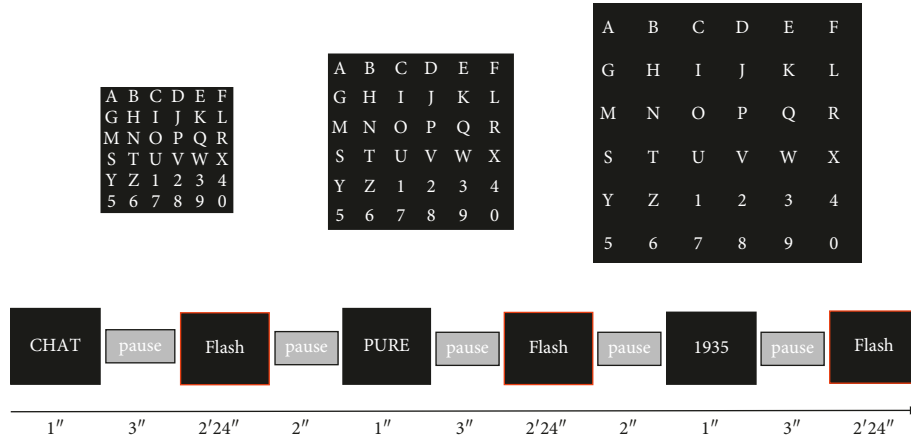 A B C D E F
G H I J K L
M N O P Q R
S T U V W X
Y Z 1 2 3 4
5 6 7 8 9 0
A B C D E F
G H I J K L
M N O P Q R
S T U V W X
Y Z 1 2 3 4
5 6 7 8 9 0
A B C D E F
G H I J K L
M N O P Q R
S T U V W X
Y Z 1 2 3 4
5 6 7 8 9 0
CHAT pause Flash pause PURE pause Flash pause 1935 pause Flash
1″ 3″ 2′24″ 2″ 1″ 3″ 2′24″ 2″ 1″ 3″ 2′24″